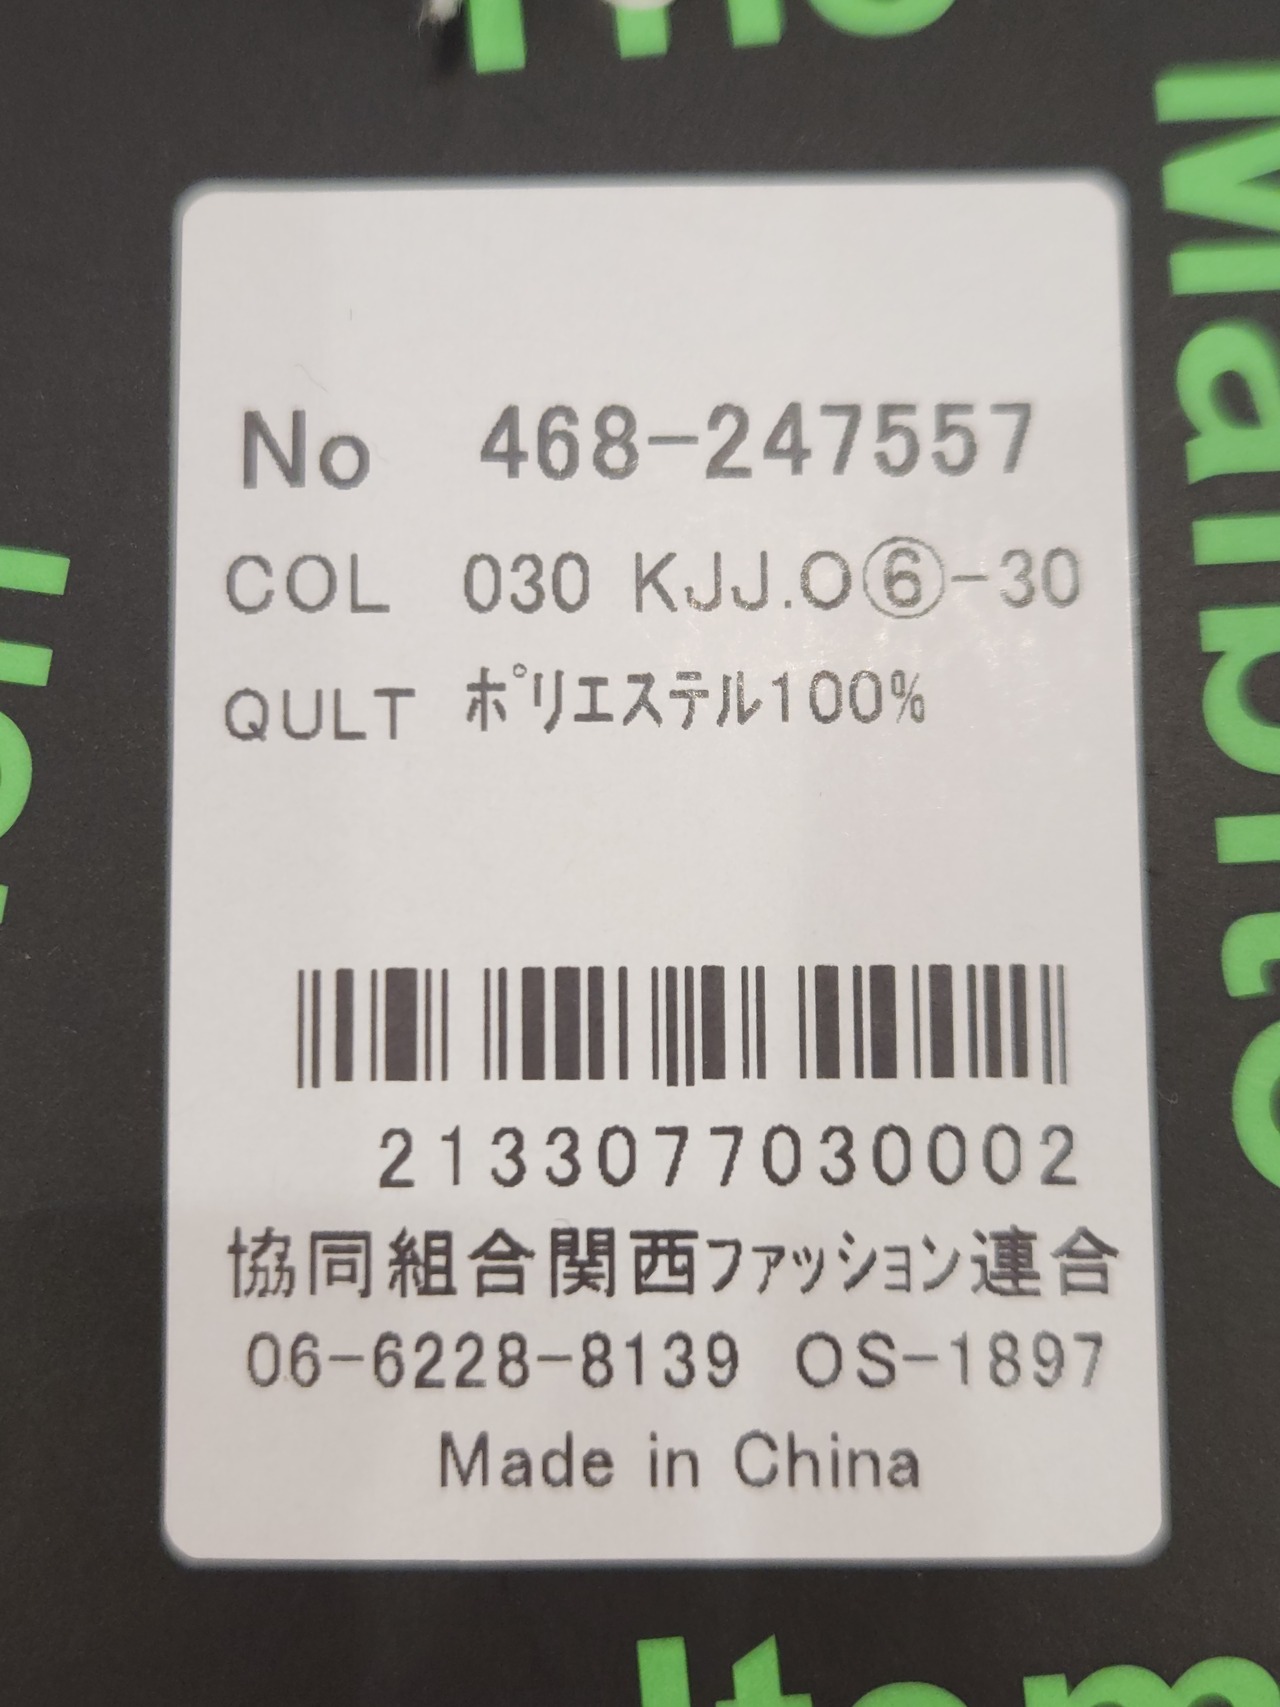 No 468-247557
COL 030 KJJ.O⑥-30
QULT ﾎﾟﾘｴｽﾃﾙ100%
2133077030002
協同組合関西ファッション連合
06-6228-8139 OS-1897
Made in China